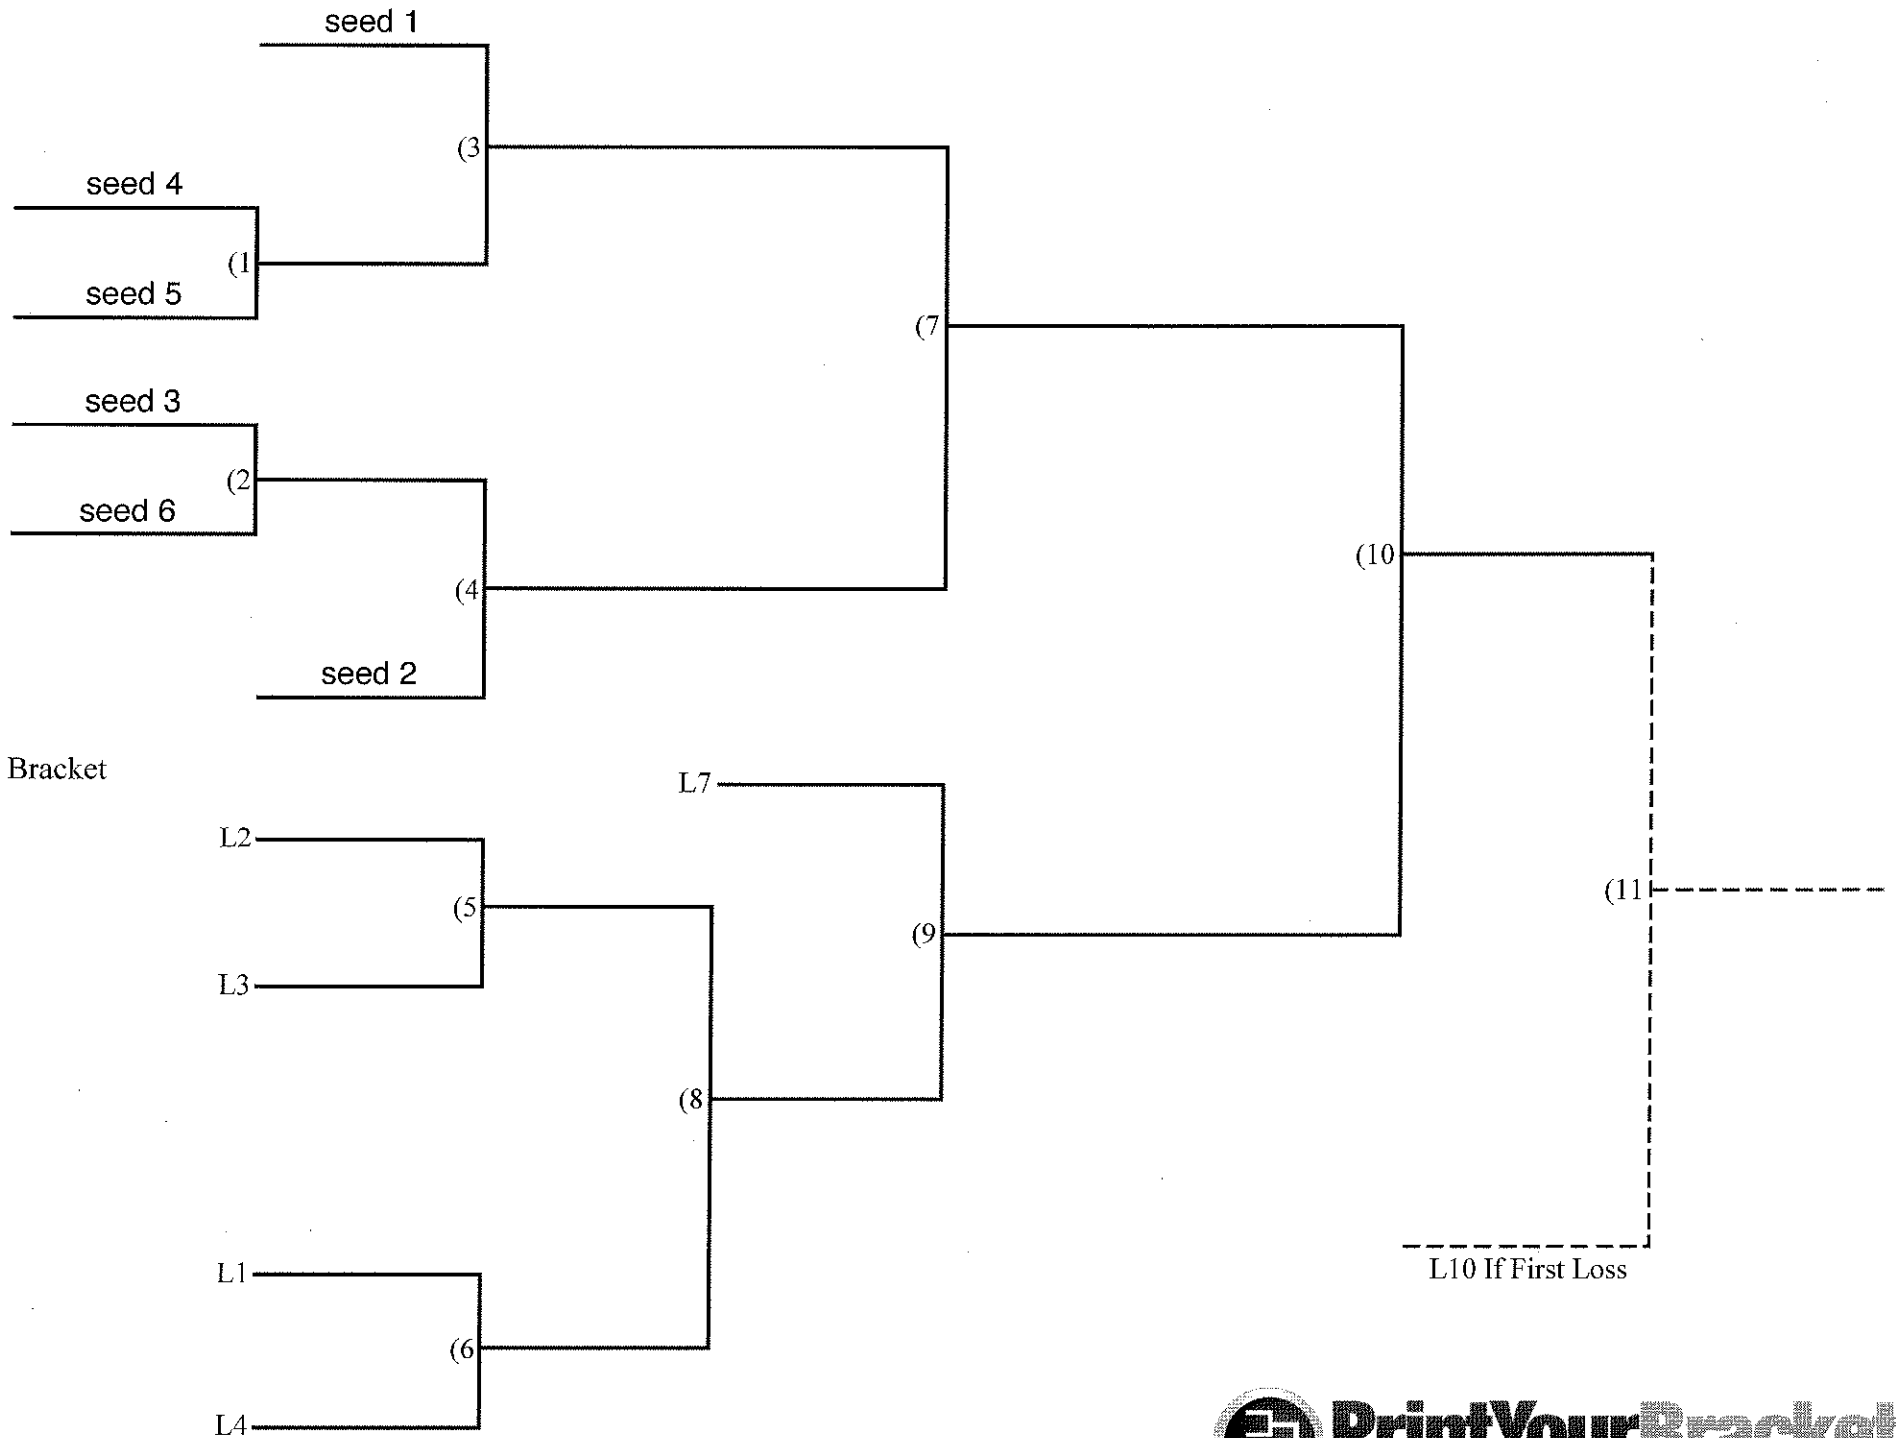 seed 1
(3
seed 4
(1
seed 5
(7
seed 3
(2
seed 6
(10
(4
seed 2
Bracket
L7
L2
(11
(5
(9
L3
(8
L1
L10 If First Loss
(6
PrintYourBracket
L4